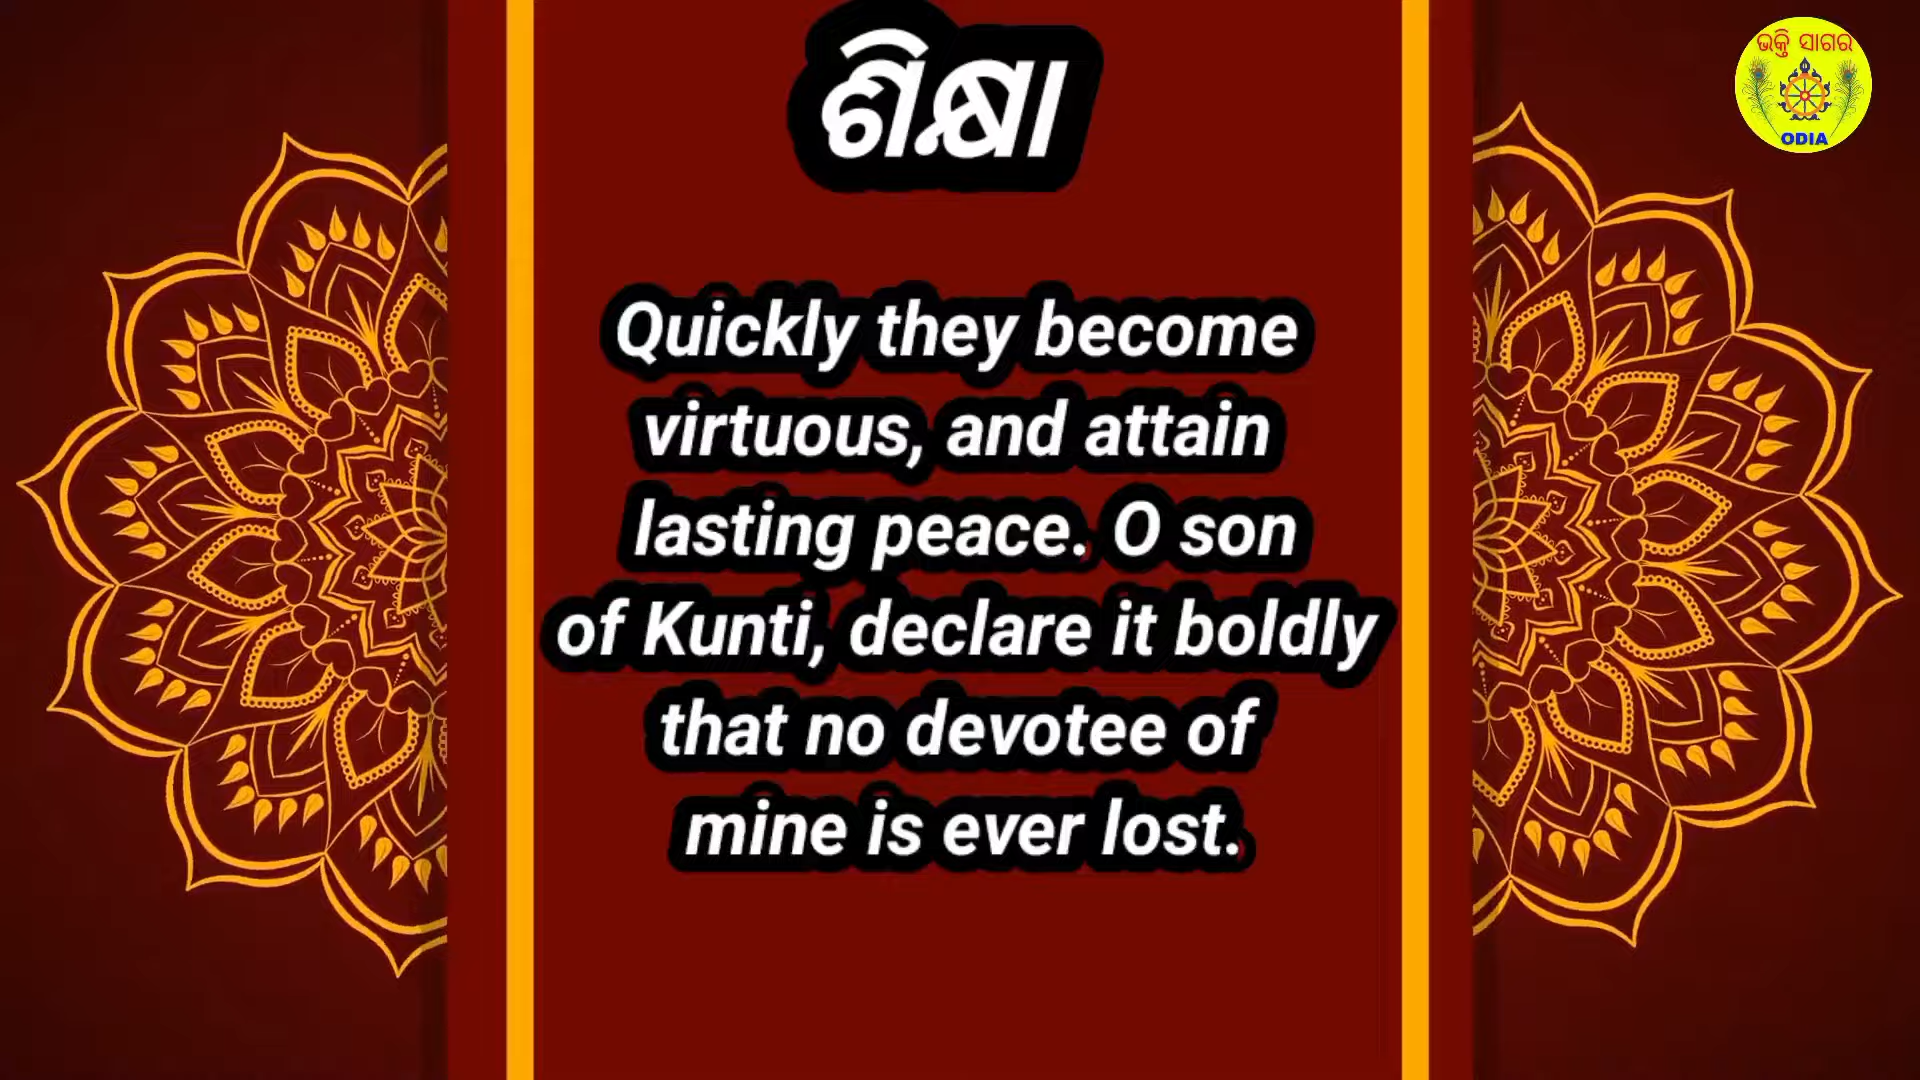 ଶିକ୍ଷା
ଭକ୍ତି ସାଗର
ODIA
Quickly they become
virtuous, and attain
lasting peace. O son
of Kunti, declare it boldly
that no devotee of
mine is ever lost.